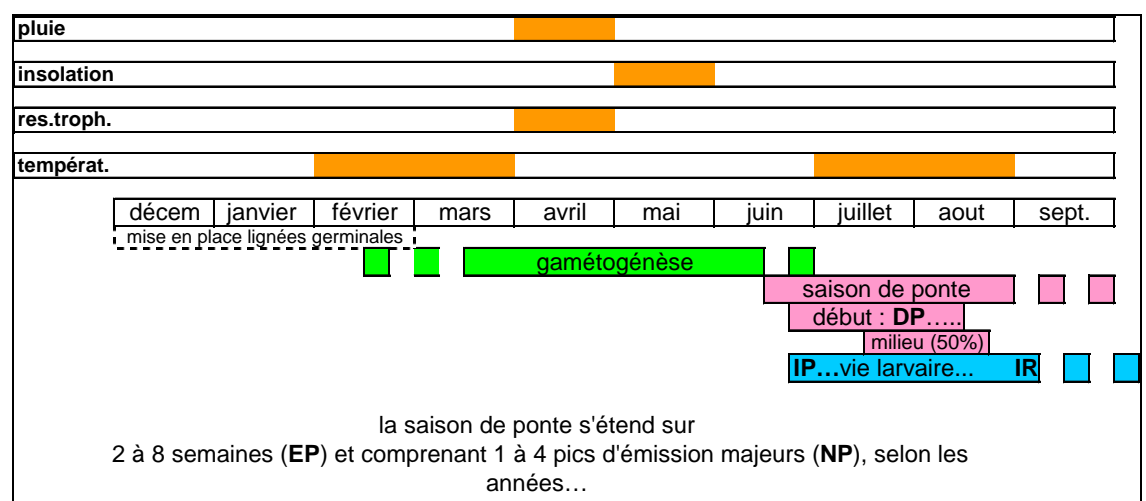 pluie
insolation
res.troph.
températ.
décem janvier février mars avril mai juin juillet aout sept.
mise en place lignées germinales
gamétogénèse
saison de ponte
début : DP…..
milieu (50%)
IP…vie larvaire... IR
la saison de ponte s'étend sur
2 à 8 semaines (EP) et comprenant 1 à 4 pics d'émission majeurs (NP), selon les
années…